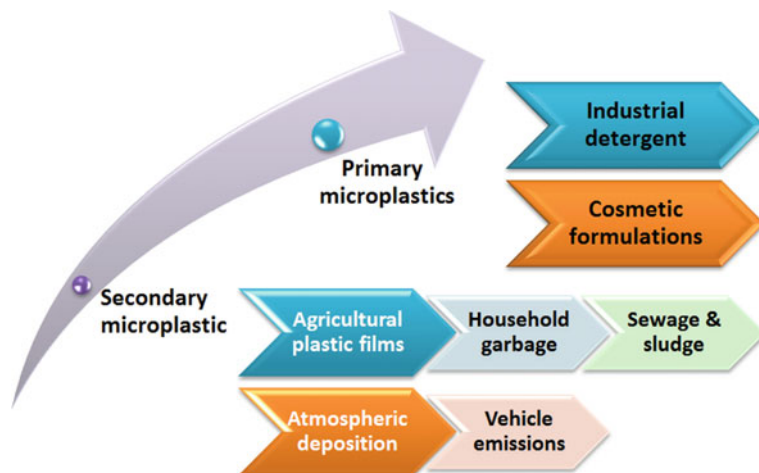 Industrial
detergent
Primary
microplastics
Cosmetic
formulations
Secondary
microplastic
Agricultural
plastic films
Household
garbage
Sewage &
sludge
Atmospheric
deposition
Vehicle
emissions